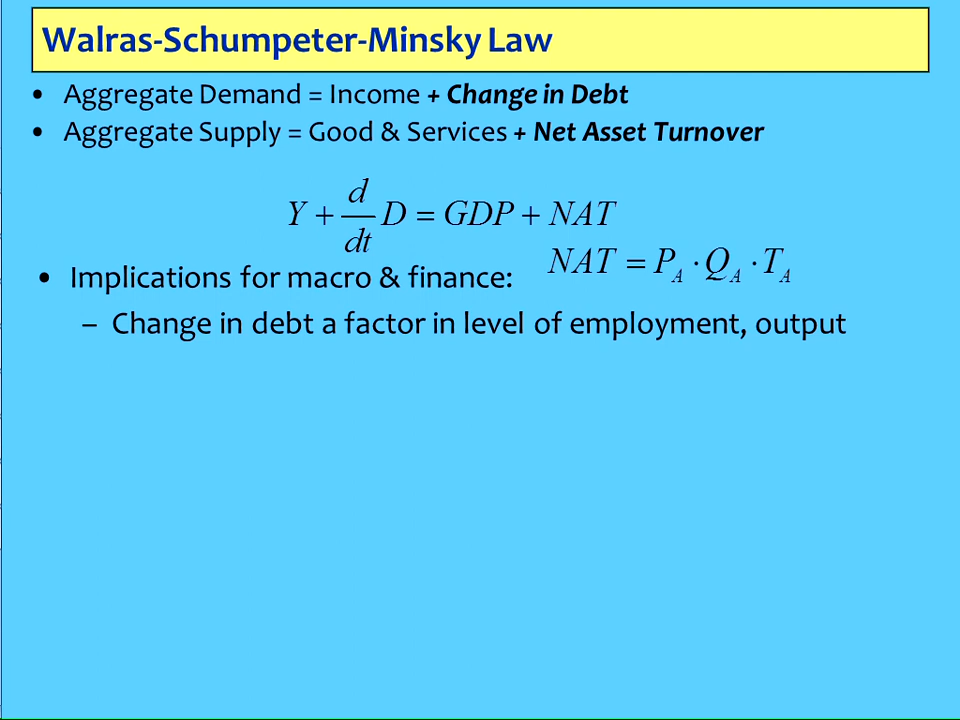 Walras-Schumpeter-Minsky Law
• Aggregate Demand = Income + Change in Debt
• Aggregate Supply = Good & Services + Net Asset Turnover
Y + d/dt D = GDP + NAT
NAT = P_A · Q_A · T_A
• Implications for macro & finance:
– Change in debt a factor in level of employment, output